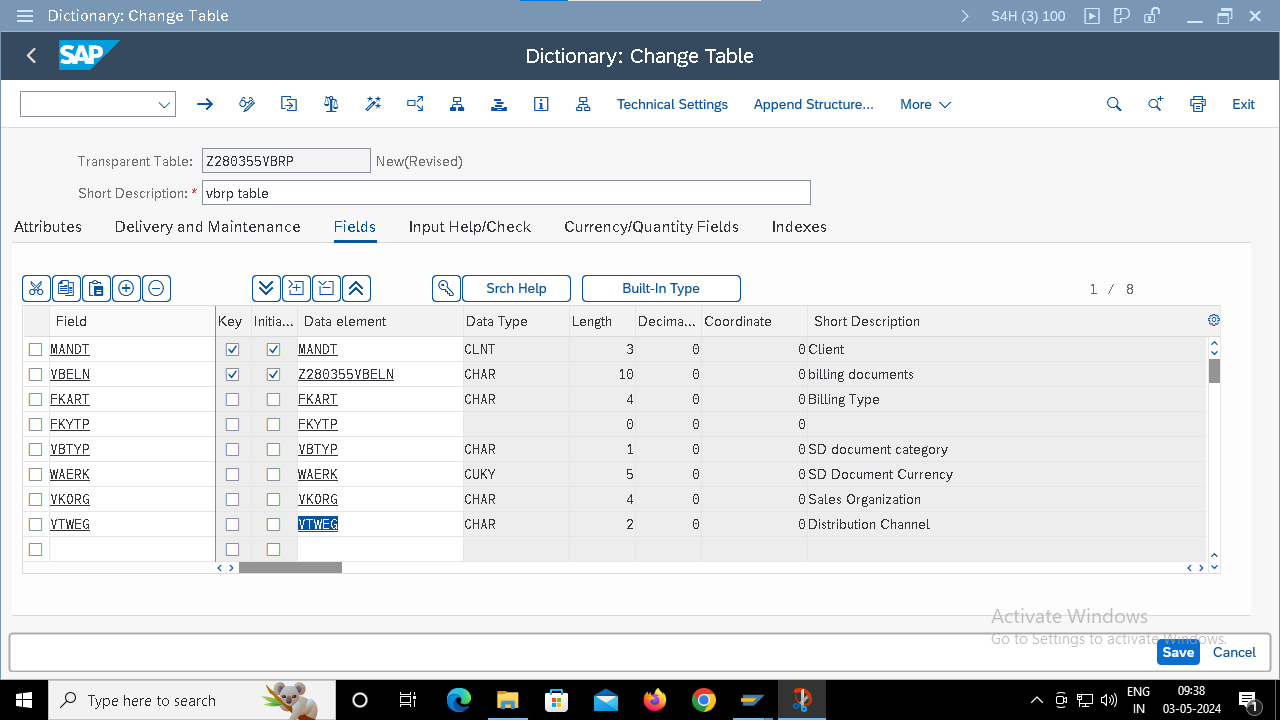 Dictionary: Change Table
S4H (3) 100
SAP
Dictionary: Change Table
Technical Settings
Append Structure...
More
Exit
Transparent Table: Z280355VBRP New(Revised)
Short Description: * vbrp table
Attributes Delivery and Maintenance Fields Input Help/Check Currency/Quantity Fields Indexes
Srch Help Built-In Type 1 / 8
Field Key Initia... Data element Data Type Length Decima... Coordinate Short Description
MANDT MANDT CLNT 3 0 0 Client
VBELN Z280355VBELN CHAR 10 0 0 billing documents
FKART FKART CHAR 4 0 0 Billing Type
FKYTP FKYTP 0 0 0
VBTYP VBTYP CHAR 1 0 0 SD document category
WAERK WAERK CUKY 5 0 0 SD Document Currency
VKORG VKORG CHAR 4 0 0 Sales Organization
VTWEG VTWEG CHAR 2 0 0 Distribution Channel
Activate Windows
Go to Settings to activate Windows.
Save Cancel
Type here to search
ENG
IN
09:38
03-05-2024
1